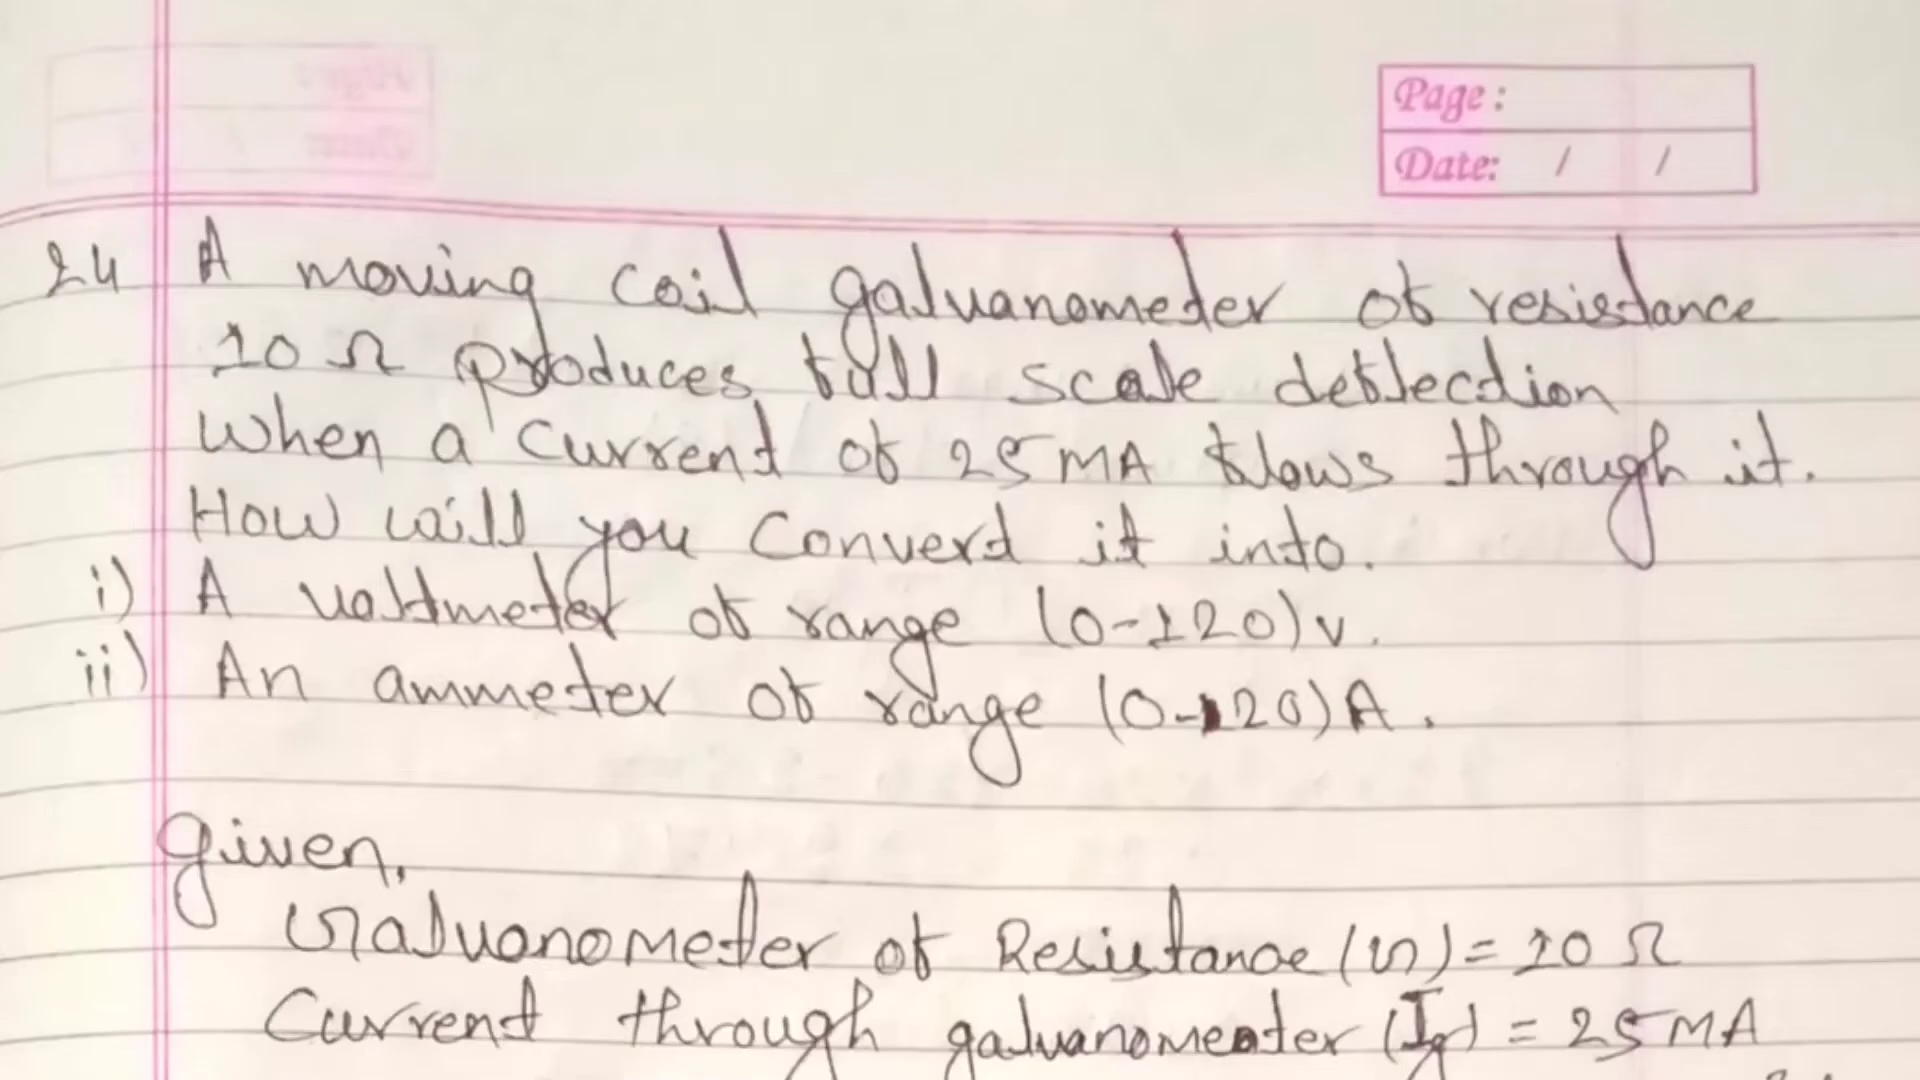 Page:
Date: / /
24 A moving coil galvanometer of resistance
10 Ω produces full scale deflection
When a current of 25 MA flows through it.
How will you Convert it into.
i) A voltmeter of range (0-120)v.
ii) An ammeter of range (0-120)A.
Given,
Galvanometer of Resistance (G) = 10 Ω
Current through galvanomeater (Ig) = 25 MA